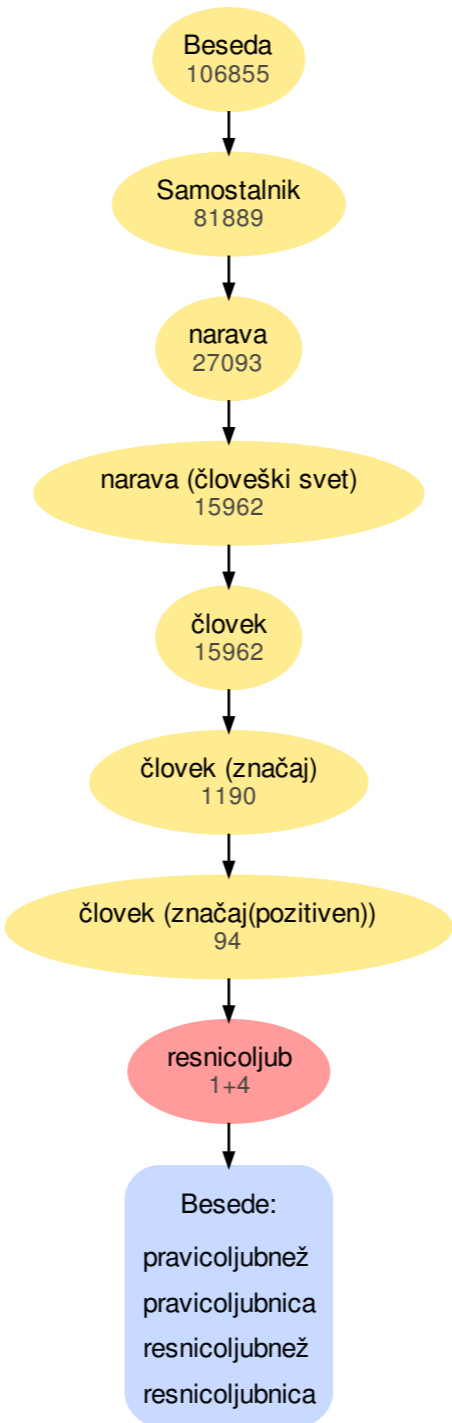 Beseda
106855
Samostalnik
81889
narava
27093
narava (človeški svet)
15962
človek
15962
človek (značaj)
1190
človek (značaj(pozitiven))
94
resnicoljub
1+4
Besede:
pravicoljubnež
pravicoljubnica
resnicoljubnež
resnicoljubnica